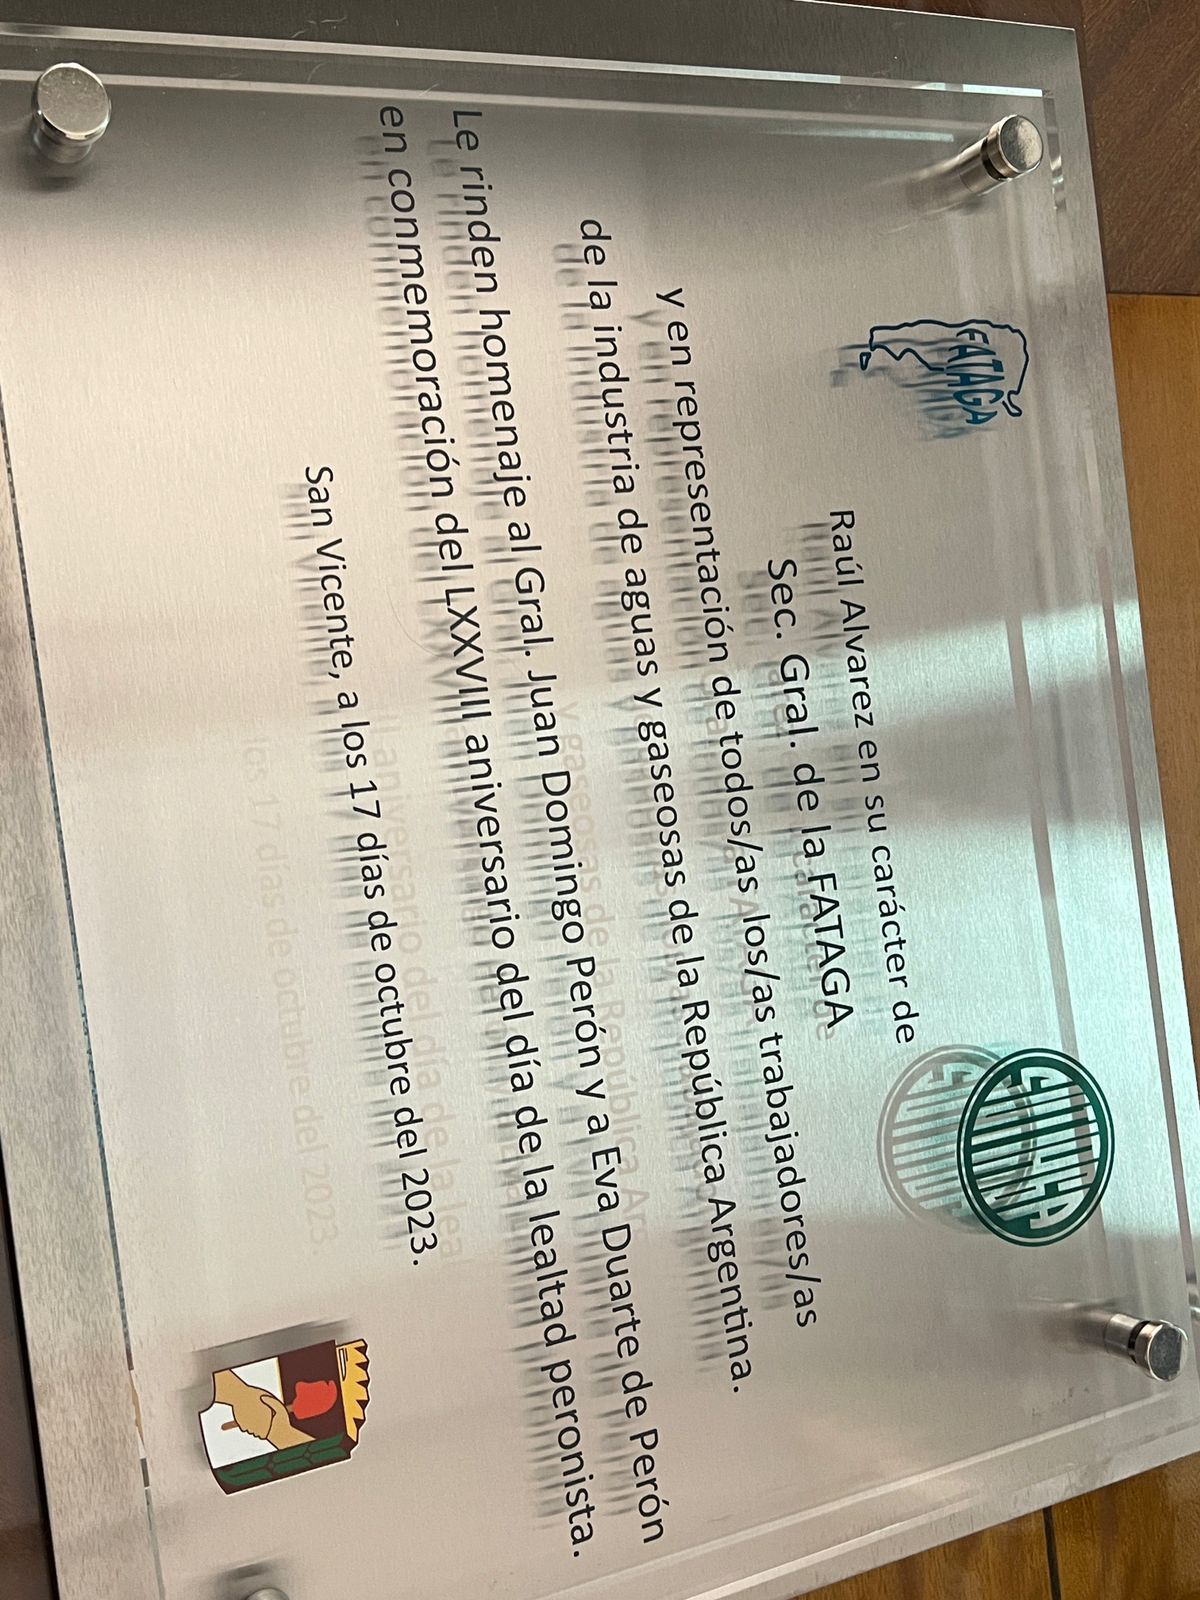 FATAGA
SUTIAGA
Raúl Alvarez en su carácter de
Sec. Gral. de la FATAGA
y en representación de todos/as los/as trabajadores/as
de la industria de aguas y gaseosas de la República Argentina.
Le rinden homenaje al Gral. Juan Domingo Perón y a Eva Duarte de Perón
en conmemoración del LXXVIII aniversario del día de la lealtad peronista.
San Vicente, a los 17 días de octubre del 2023.